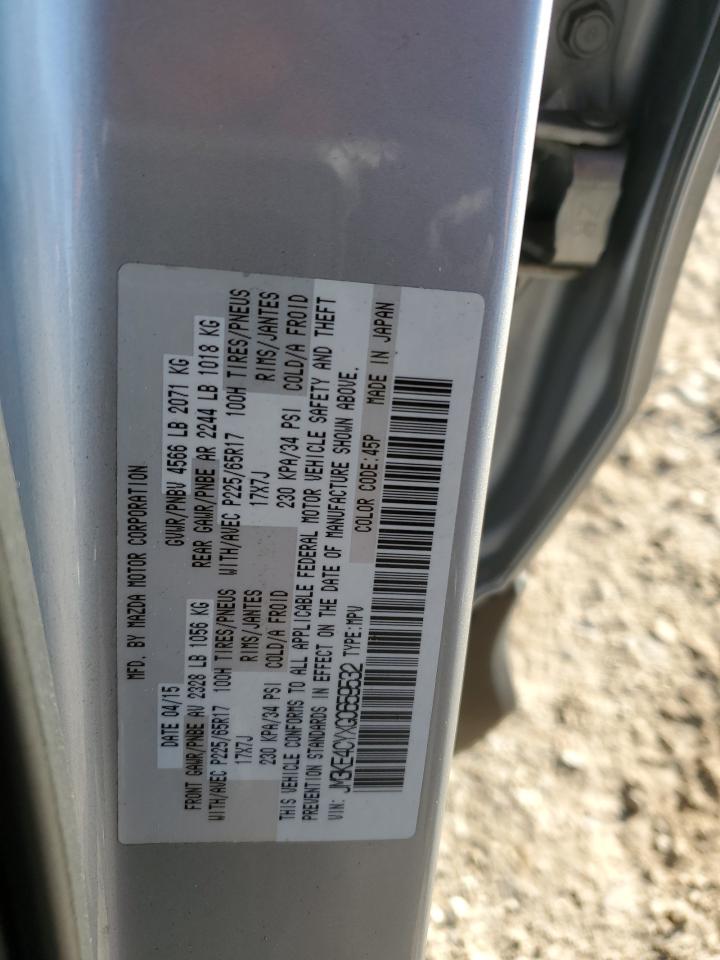 MFD. BY MAZDA MOTOR CORPORATION
DATE 04/15 GVWR/PNBV 4566 LB 2071 KG
FRONT GAWR/PNBE AV 2328 LB 1056 KG REAR GAWR/PNBE AR 2244 LB 1018 KG
WITH/AVEC P225/65R17 100H TIRES/PNEUS WITH/AVEC P225/65R17 100H TIRES/PNEUS
17X7J RIMS/JANTES 17X7J RIMS/JANTES
230 KPA/34 PSI COLD/A FROID 230 KPA/34 PSI COLD/A FROID
THIS VEHICLE CONFORMS TO ALL APPLICABLE FEDERAL MOTOR VEHICLE SAFETY AND THEFT
PREVENTION STANDARDS IN EFFECT ON THE DATE OF MANUFACTURE SHOWN ABOVE.
VIN: JM3KE4CYXG0659532 TYPE:MPV COLOR CODE:45P MADE IN JAPAN